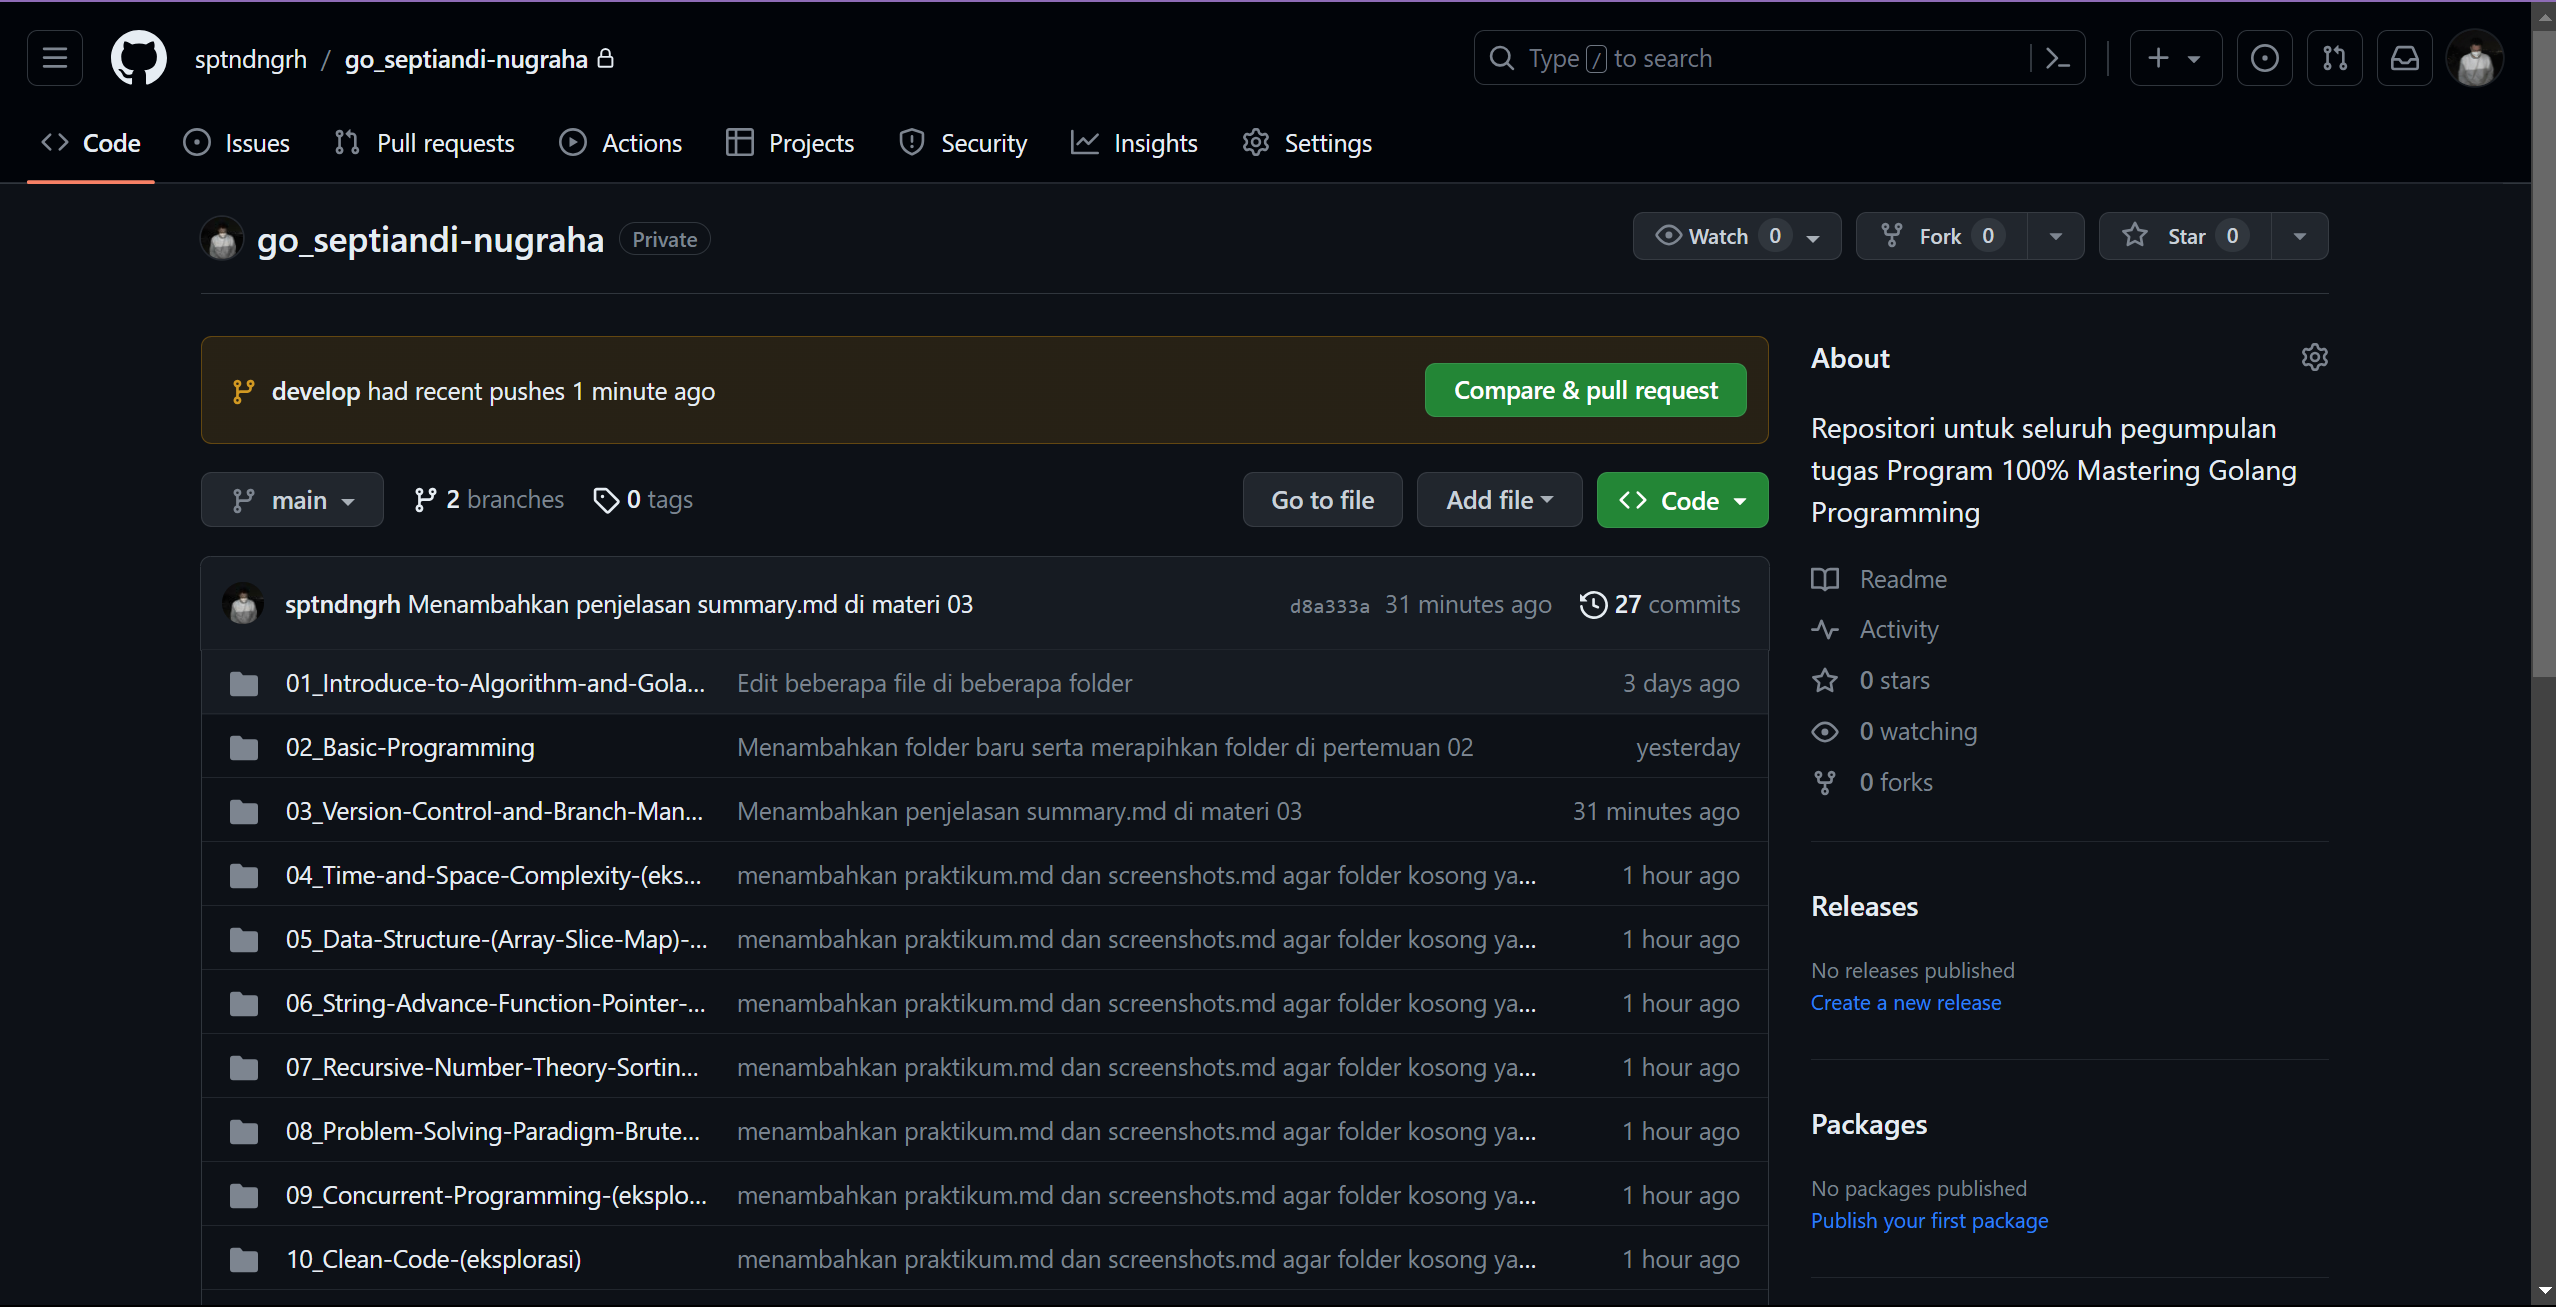 sptndngrh / go_septiandi-nugraha
Type / to search
Code
Issues
Pull requests
Actions
Projects
Security
Insights
Settings
go_septiandi-nugraha Private
Watch 0
Fork 0
Star 0
develop had recent pushes 1 minute ago
Compare & pull request
main
2 branches
0 tags
Go to file
Add file
Code
sptndngrh Menambahkan penjelasan summary.md di materi 03 d8a333a 31 minutes ago 27 commits
01_Introduce-to-Algorithm-and-Gola... Edit beberapa file di beberapa folder 3 days ago
02_Basic-Programming Menambahkan folder baru serta merapihkan folder di pertemuan 02 yesterday
03_Version-Control-and-Branch-Man... Menambahkan penjelasan summary.md di materi 03 31 minutes ago
04_Time-and-Space-Complexity-(eks... menambahkan praktikum.md dan screenshots.md agar folder kosong ya... 1 hour ago
05_Data-Structure-(Array-Slice-Map)-... menambahkan praktikum.md dan screenshots.md agar folder kosong ya... 1 hour ago
06_String-Advance-Function-Pointer-... menambahkan praktikum.md dan screenshots.md agar folder kosong ya... 1 hour ago
07_Recursive-Number-Theory-Sortin... menambahkan praktikum.md dan screenshots.md agar folder kosong ya... 1 hour ago
08_Problem-Solving-Paradigm-Brute... menambahkan praktikum.md dan screenshots.md agar folder kosong ya... 1 hour ago
09_Concurrent-Programming-(eksplo... menambahkan praktikum.md dan screenshots.md agar folder kosong ya... 1 hour ago
10_Clean-Code-(eksplorasi) menambahkan praktikum.md dan screenshots.md agar folder kosong ya... 1 hour ago
About
Repositori untuk seluruh pegumpulan
tugas Program 100% Mastering Golang
Programming
Readme
Activity
0 stars
0 watching
0 forks
Releases
No releases published
Create a new release
Packages
No packages published
Publish your first package